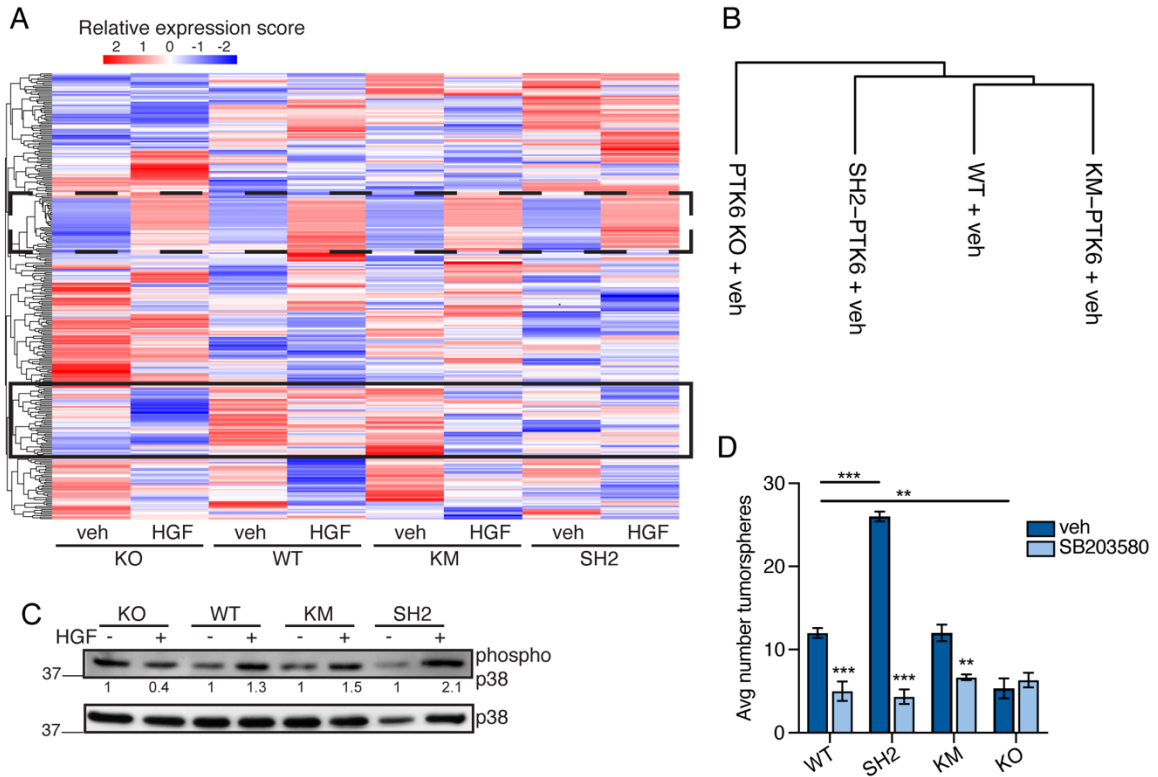 A
Relative expression score
2 1 0 -1 -2
veh HGF veh HGF veh HGF veh HGF
KO WT KM SH2
B
PTK6 KO + veh
SH2–PTK6 + veh
WT + veh
KM–PTK6 + veh
C
KO WT KM SH2
HGF - + - + - + - +
37
phospho
p38
1 0.4 1 1.3 1 1.5 1 2.1
37
p38
D
Avg number tumorspheres
30
20
10
0
***
**
*** *** **
WT SH2 KM KO
veh
SB203580